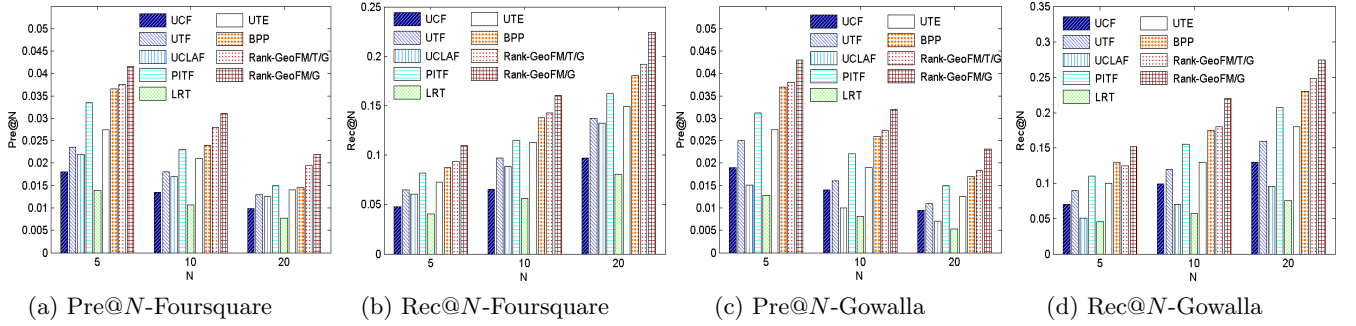 0.05
0.045
0.04
0.035
0.03
0.025
0.02
0.015
0.01
0.005
0
Pre@N
UCF
UTF
UCLAF
PITF
LRT
UTE
BPP
Rank-GeoFM/T/G
Rank-GeoFM/G
5 10 20
N
(a) Pre@N-Foursquare
0.25
0.2
0.15
0.1
0.05
0
Rec@N
UCF
UTF
UCLAF
PITF
LRT
UTE
BPP
Rank-GeoFM/T/G
Rank-GeoFM/G
5 10 20
N
(b) Rec@N-Foursquare
0.05
0.045
0.04
0.035
0.03
0.025
0.02
0.015
0.01
0.005
0
Pre@N
UCF
UTF
UCLAF
PITF
LRT
UTE
BPP
Rank-GeoFM/T/G
Rank-GeoFM/G
5 10 20
N
(c) Pre@N-Gowalla
0.35
0.3
0.25
0.2
0.15
0.1
0.05
0
Rec@N
UCF
UTF
UCLAF
PITF
LRT
UTE
BPP
Rank-GeoFM/T/G
Rank-GeoFM/G
5 10 20
N
(d) Rec@N-Gowalla